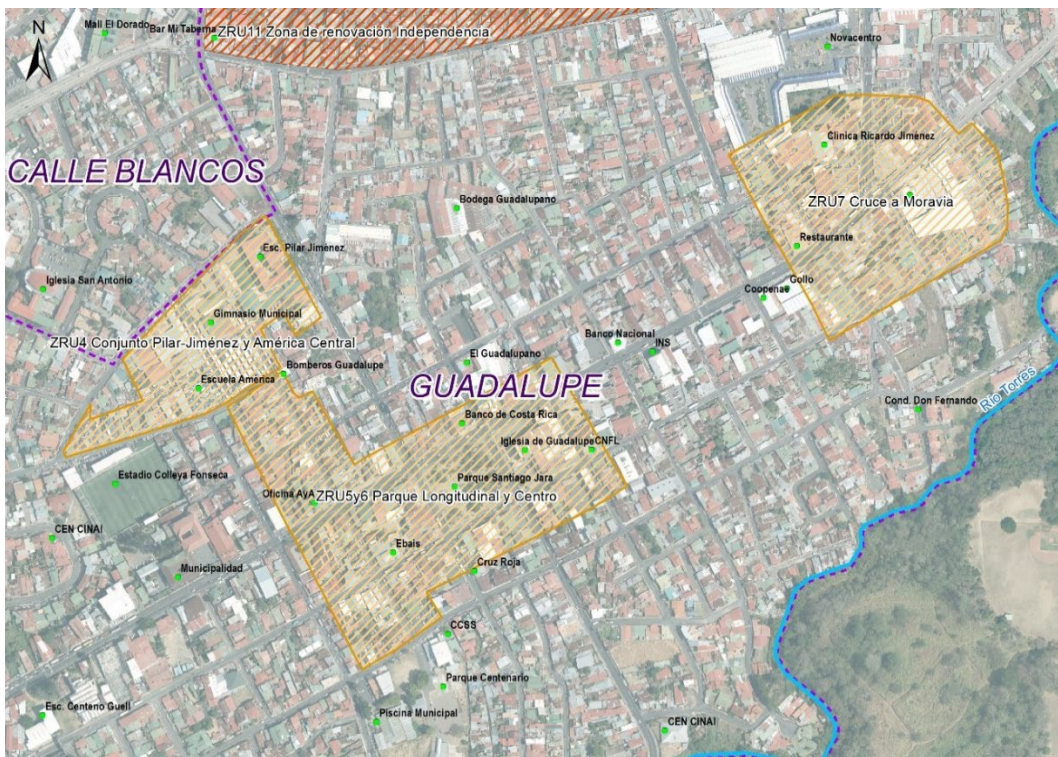 N
Mall El Dorado
Bar Mi Taberna
ZRU11 Zona de renovación Independencia
Novacentro
Clinica Ricardo Jiménez
CALLE BLANCOS
ZRU7 Cruce a Moravia
Bodega Guadalupano
Restaurante
Esc. Pilar Jiménez
Iglesia San Antonio
Gollo
Coopenae
Gimnasio Municipal
Banco Nacional
INS
ZRU4 Conjunto Pilar-Jiménez y América Central
El Guadalupano
Bomberos Guadalupe
GUADALUPE
Escuela América
Río Torres
Cond. Don Fernando
Banco de Costa Rica
Iglesia de Guadalupe
CNFL
Estadio Colleya Fonseca
Parque Santiago Jara
Oficina AyA
ZRU5y6 Parque Longitudinal y Centro
CEN CINAI
Ebais
Cruz Roja
Municipalidad
CCSS
Parque Centenario
Esc. Centeno Guell
Piscina Municipal
CEN CINAI